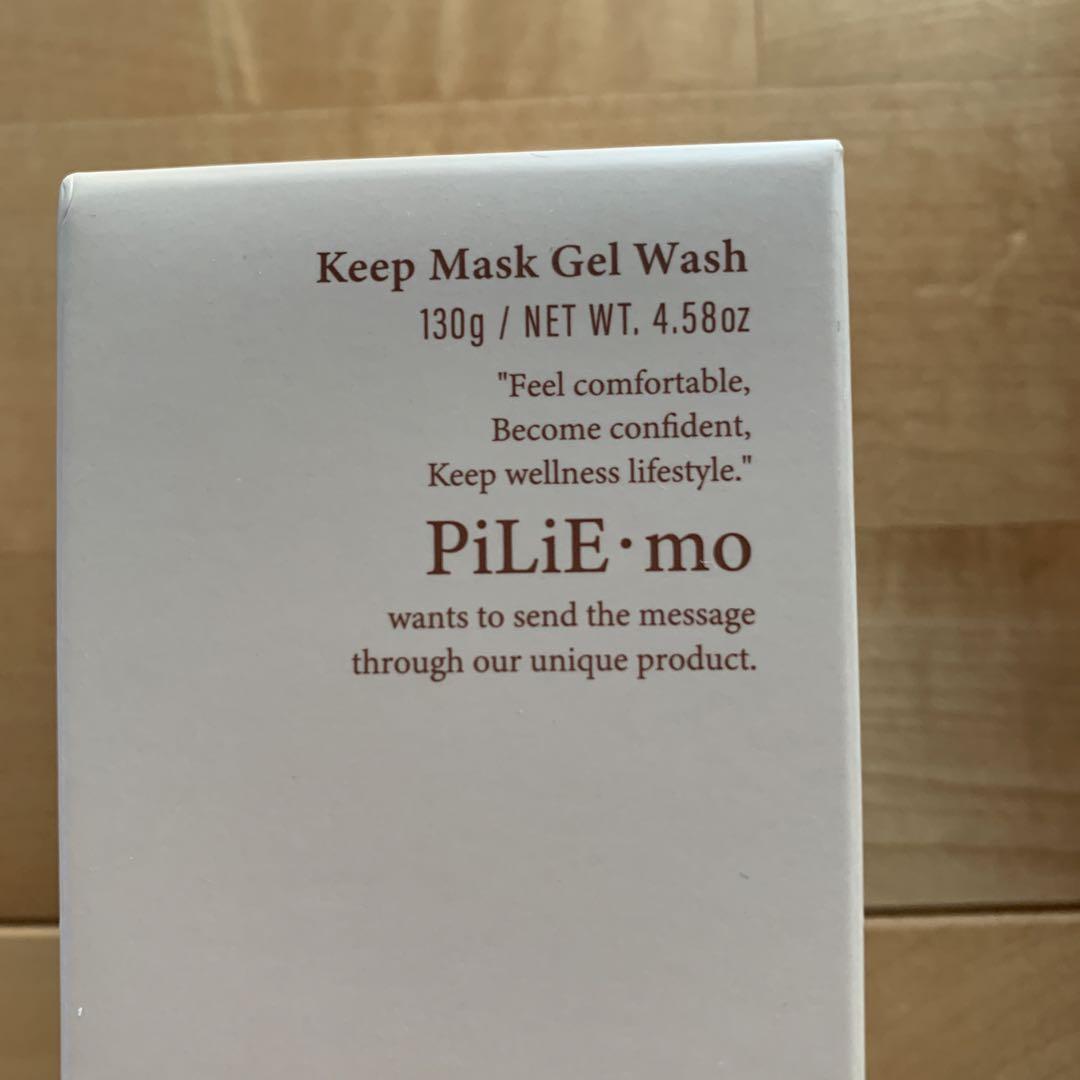 Keep Mask Gel Wash
130g / NET WT. 4.58oz
"Feel comfortable,
Become confident,
Keep wellness lifestyle."
PiLiE·mo
wants to send the message
through our unique product.